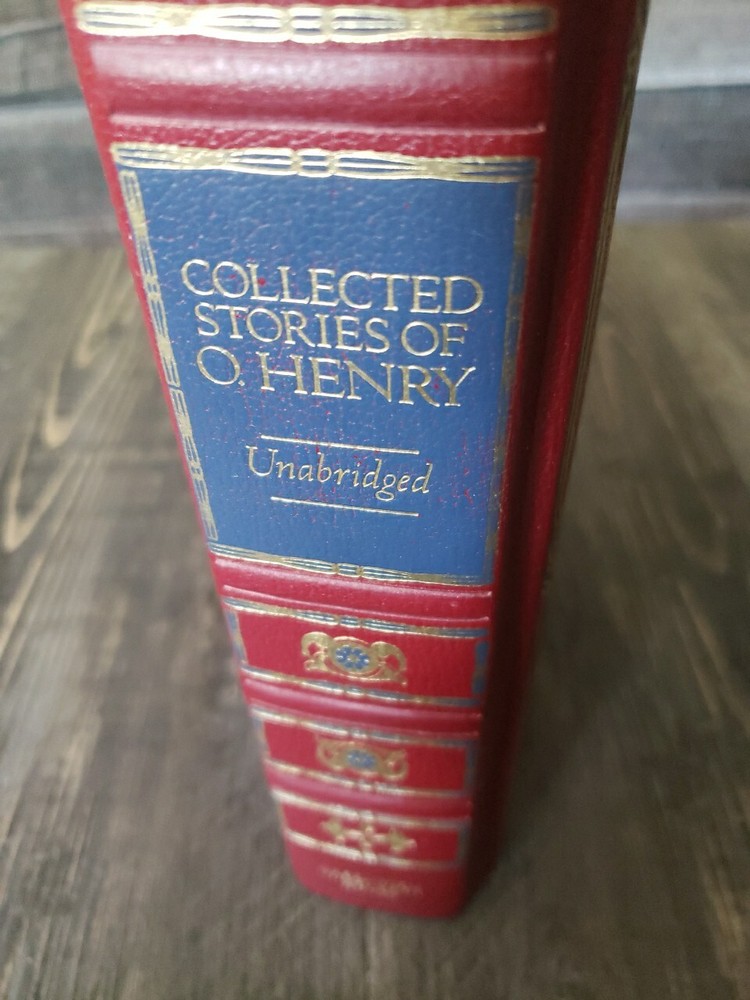 COLLECTED
STORIES OF
O. HENRY
Unabridged